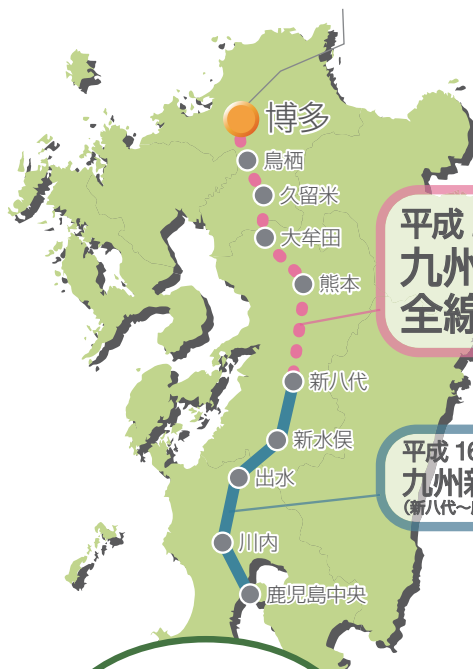 博多
鳥栖
久留米
大牟田
熊本
平成
九州
全線
新八代
新水俣
平成 16
九州新
(新八代〜
出水
川内
鹿児島中央